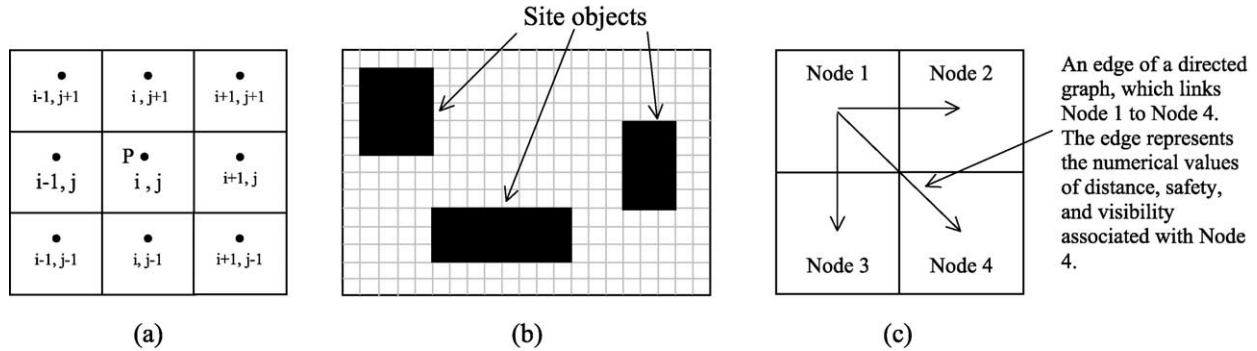 Site objects
i-1, j+1
i , j+1
i+1, j+1
P
i-1, j
i , j
i+1, j
i-1, j-1
i, j-1
i+1, j-1
Node 1
Node 2
Node 3
Node 4
An edge of a directed
graph, which links
Node 1 to Node 4.
The edge represents
the numerical values
of distance, safety,
and visibility
associated with Node
4.
(a)
(b)
(c)